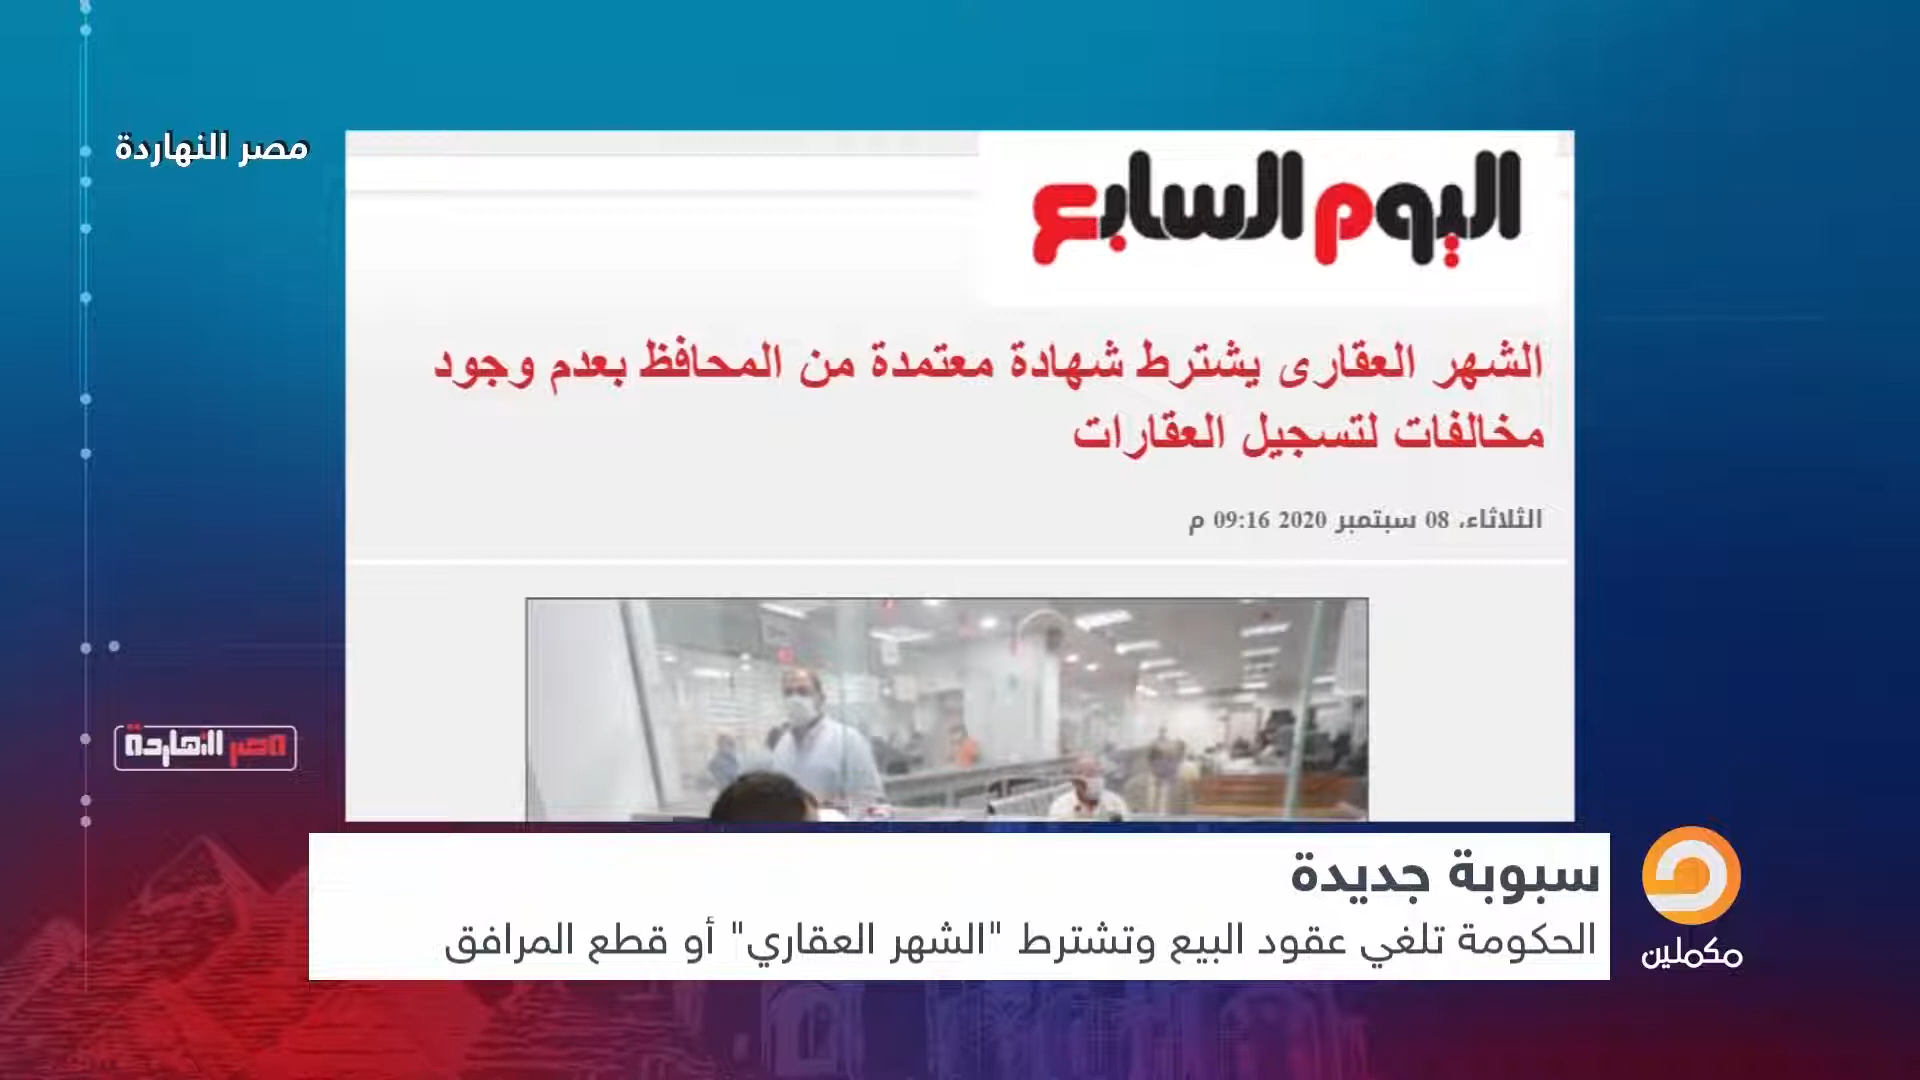 مصر النهاردة
اليوم السابع
الشهر العقارى يشترط شهادة معتمدة من المحافظ بعدم وجود
مخالفات لتسجيل العقارات
الثلاثاء، 08 سبتمبر 2020 09:16 م
مصر النهاردة
سبوبة جديدة
الحكومة تلغي عقود البيع وتشترط "الشهر العقاري" أو قطع المرافق
مكملين